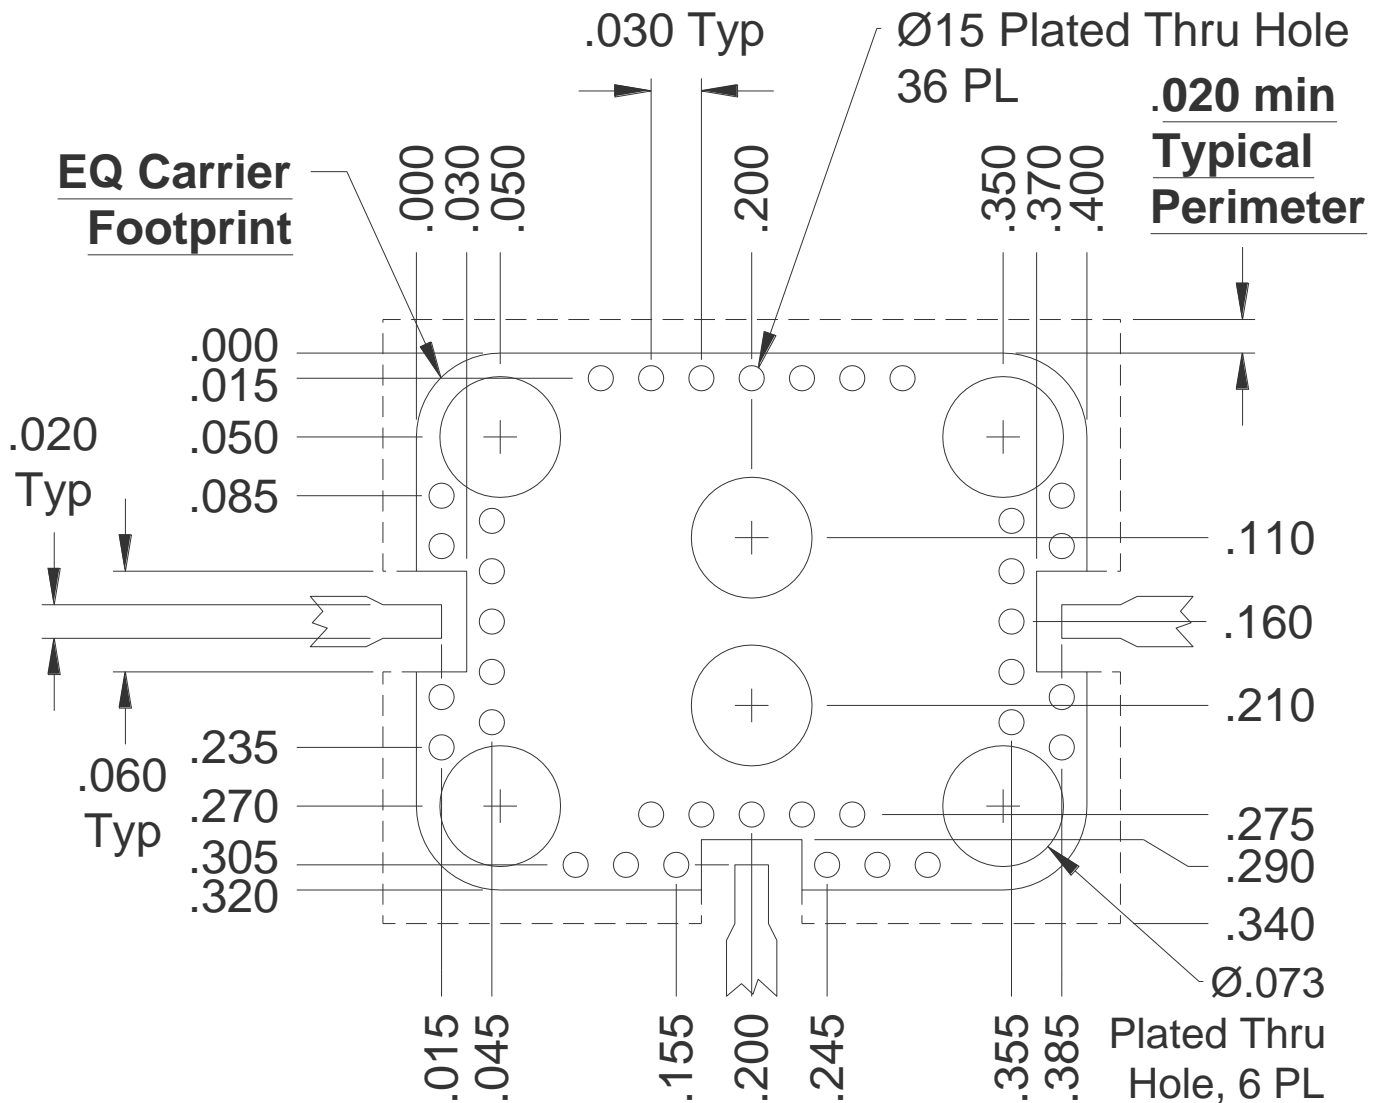 .030 Typ
Ø15 Plated Thru Hole
36 PL
.020 min
Typical
Perimeter
EQ Carrier
Footprint
.000
.030
.050
.200
.350
.370
.400
.000
.015
.050
.085
.020
Typ
.060
Typ
.235
.270
.305
.320
.110
.160
.210
.275
.290
.340
Ø.073
Plated Thru
Hole, 6 PL
.015
.045
.155
.200
.245
.355
.385